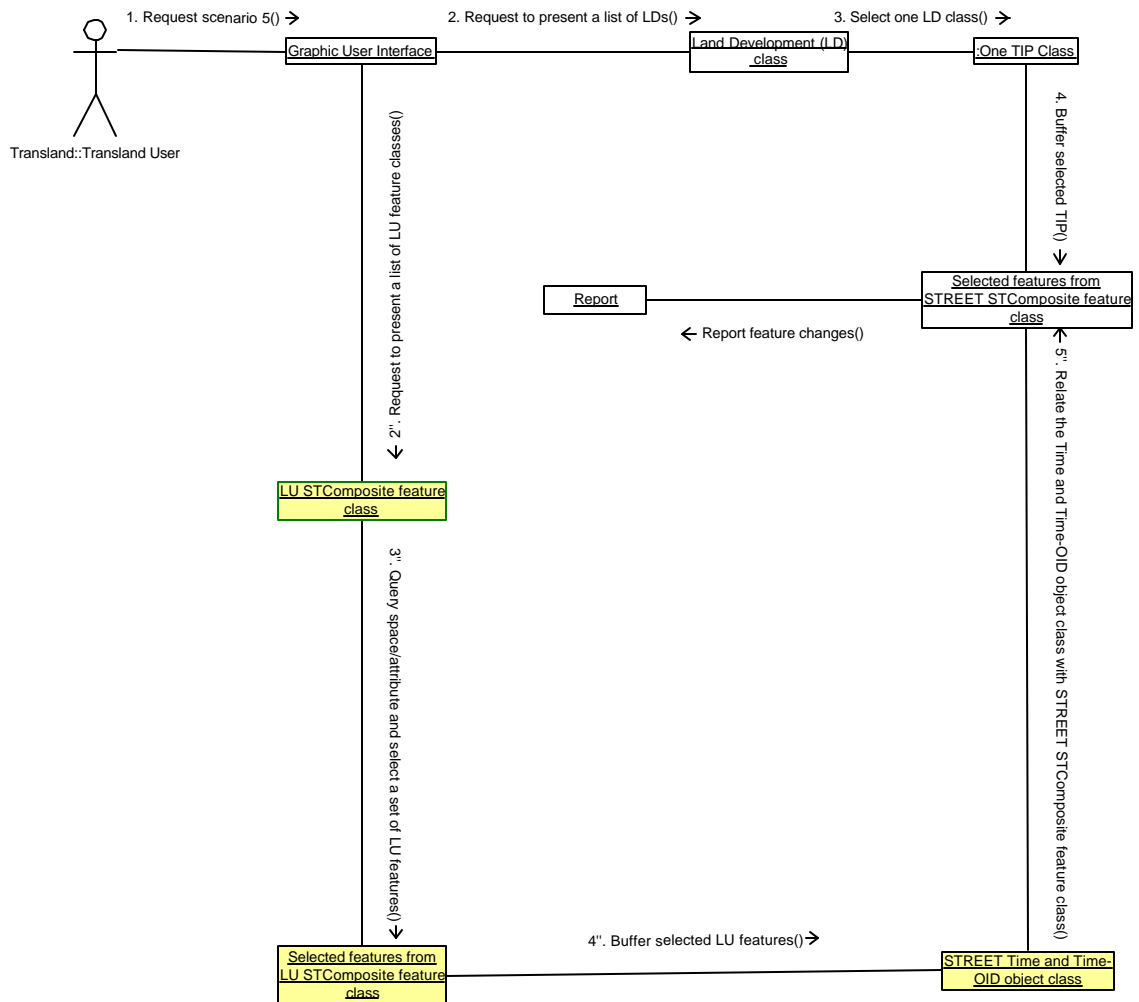 1. Request scenario 5()
2. Request to present a list of LDs()
3. Select one LD class()
Graphic User Interface
Land Development (LD)
class
:One TIP Class
Transland::Transland User
2". Request to present a list of LU feature classes()
4. Buffer selected TIP()
Selected features from
STREET STComposite feature
class
Report
Report feature changes()
5". Relate the Time and Time-OID object class with STREET STComposite feature class()
LU STComposite feature
class
3". Query space/attribute and select a set of LU features()
4". Buffer selected LU features()
Selected features from
LU STComposite feature
class
STREET Time and Time-
OID object class